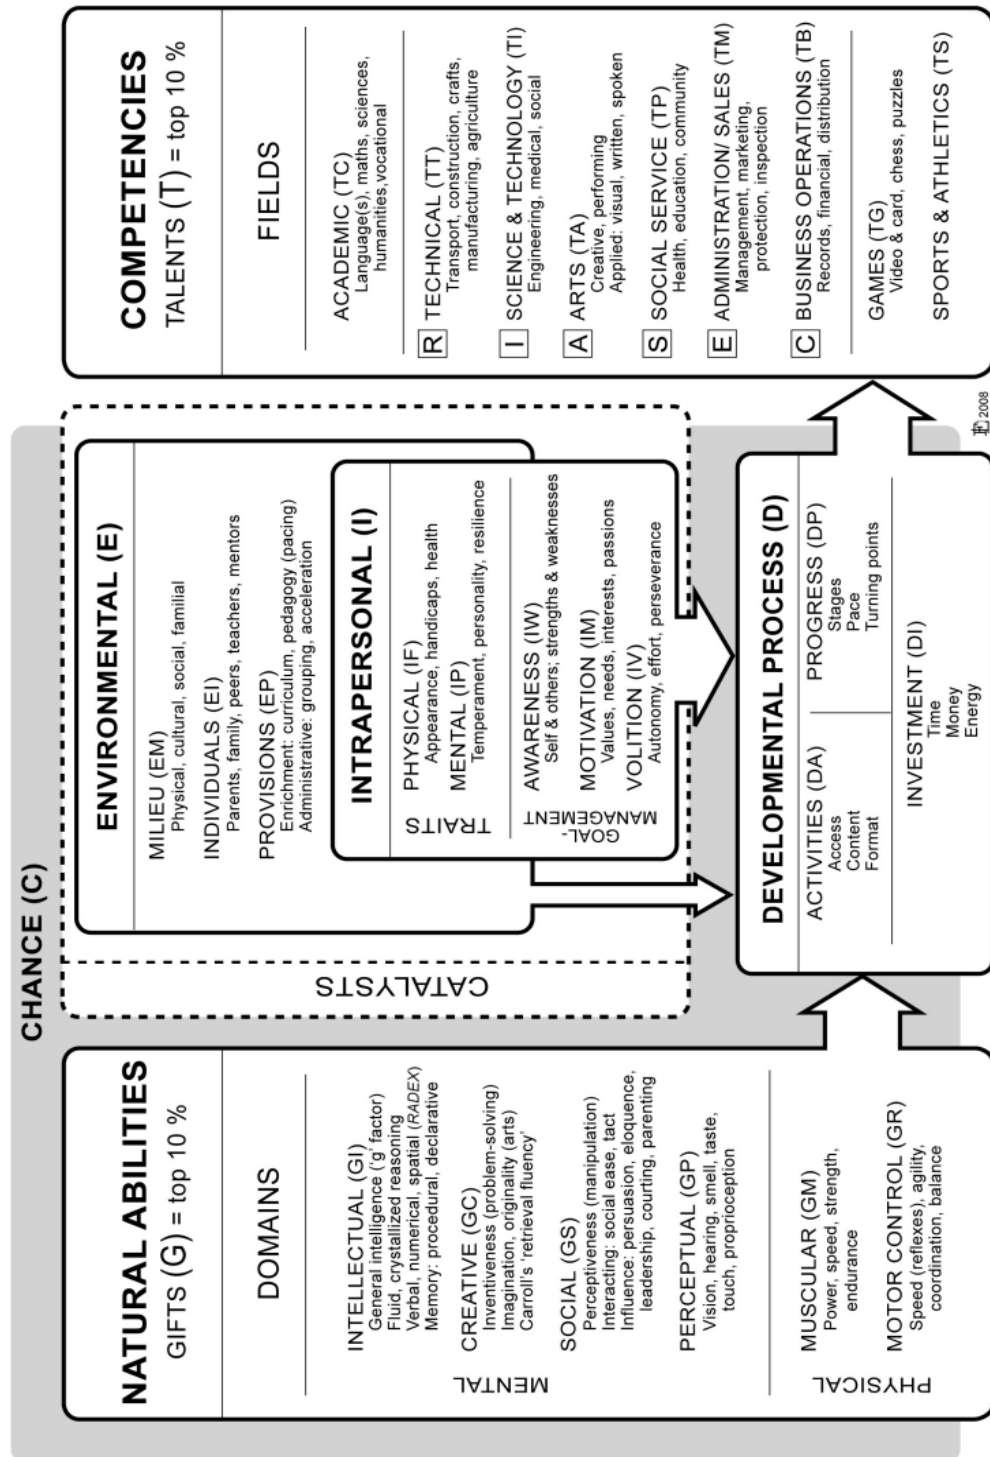 CHANCE (C)
NATURAL ABILITIES
GIFTS (G) = top 10 %
DOMAINS
MENTAL
INTELLECTUAL (GI)
General intelligence ('g' factor)
Fluid, crystallized reasoning
Verbal, numerical, spatial (RADEX)
Memory: procedural, declarative
CREATIVE (GC)
Inventiveness (problem-solving)
Imagination, originality (arts)
Carroll's 'retrieval fluency'
SOCIAL (GS)
Perceptiveness (manipulation)
Interacting: social ease, tact
Influence: persuasion, eloquence,
leadership, courting, parenting
PERCEPTUAL (GP)
Vision, hearing, smell, taste,
touch, proprioception
PHYSICAL
MUSCULAR (GM)
Power, speed, strength,
endurance
MOTOR CONTROL (GR)
Speed (reflexes), agility,
coordination, balance
CATALYSTS
ENVIRONMENTAL (E)
MILIEU (EM)
Physical, cultural, social, familial
INDIVIDUALS (EI)
Parents, family, peers, teachers, mentors
PROVISIONS (EP)
Enrichment: curriculum, pedagogy (pacing)
Administrative: grouping, acceleration
INTRAPERSONAL (I)
TRAITS
PHYSICAL (IF)
Appearance, handicaps, health
MENTAL (IP)
Temperament, personality, resilience
GOAL-
MANAGEMENT
AWARENESS (IW)
Self & others; strengths & weaknesses
MOTIVATION (IM)
Values, needs, interests, passions
VOLITION (IV)
Autonomy, effort, perseverance
DEVELOPMENTAL PROCESS (D)
ACTIVITIES (DA)
Access
Content
Format
PROGRESS (DP)
Stages
Pace
Turning points
INVESTMENT (DI)
Time
Money
Energy
COMPETENCIES
TALENTS (T) = top 10 %
FIELDS
ACADEMIC (TC)
Language(s), maths, sciences,
humanities,vocational
R TECHNICAL (TT)
Transport, construction, crafts,
manufacturing, agriculture
I SCIENCE & TECHNOLOGY (TI)
Engineering, medical, social
A ARTS (TA)
Creative, performing
Applied: visual, written, spoken
S SOCIAL SERVICE (TP)
Health, education, community
E ADMINISTRATION/ SALES (TM)
Management, marketing,
protection, inspection
C BUSINESS OPERATIONS (TB)
Records, financial, distribution
GAMES (TG)
Video & card, chess, puzzles
SPORTS & ATHLETICS (TS)
2008